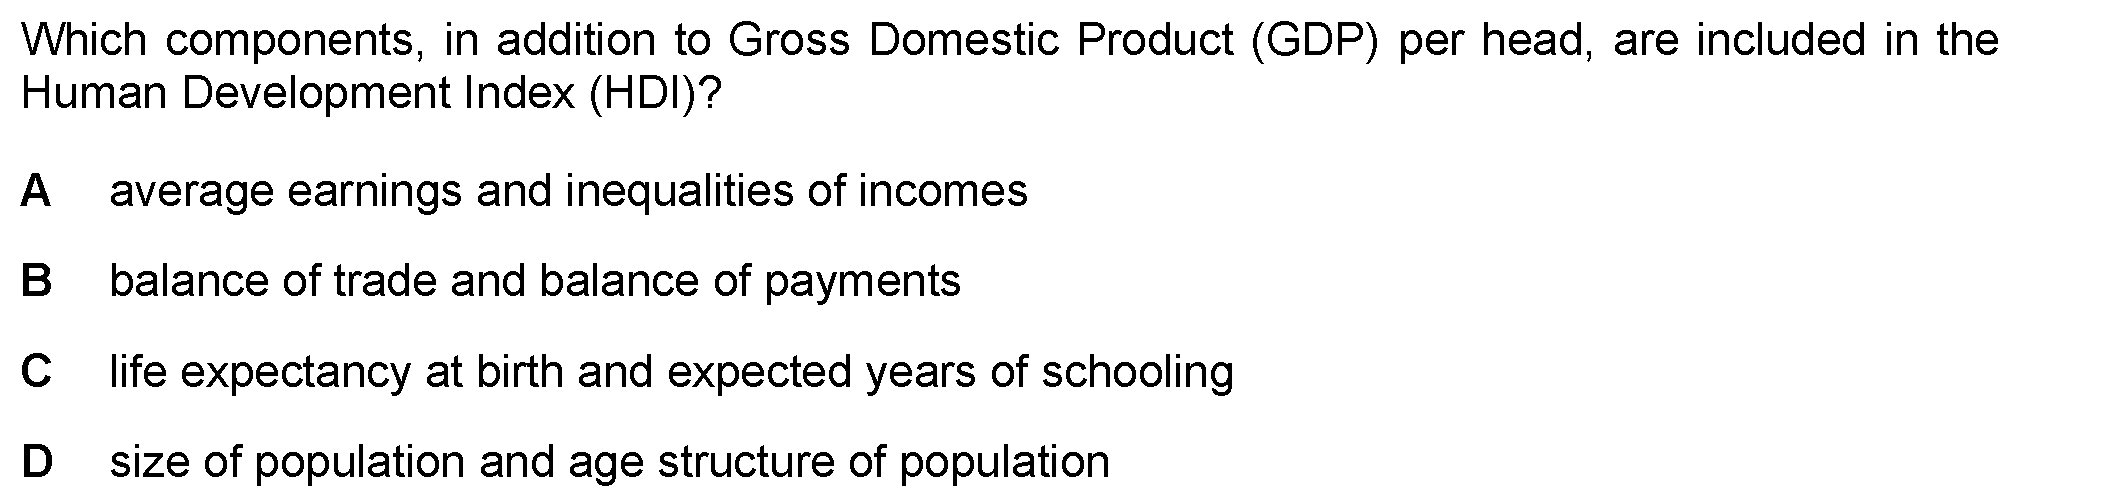 Which components, in addition to Gross Domestic Product (GDP) per head, are included in the
Human Development Index (HDI)?
A average earnings and inequalities of incomes
B balance of trade and balance of payments
C life expectancy at birth and expected years of schooling
D size of population and age structure of population